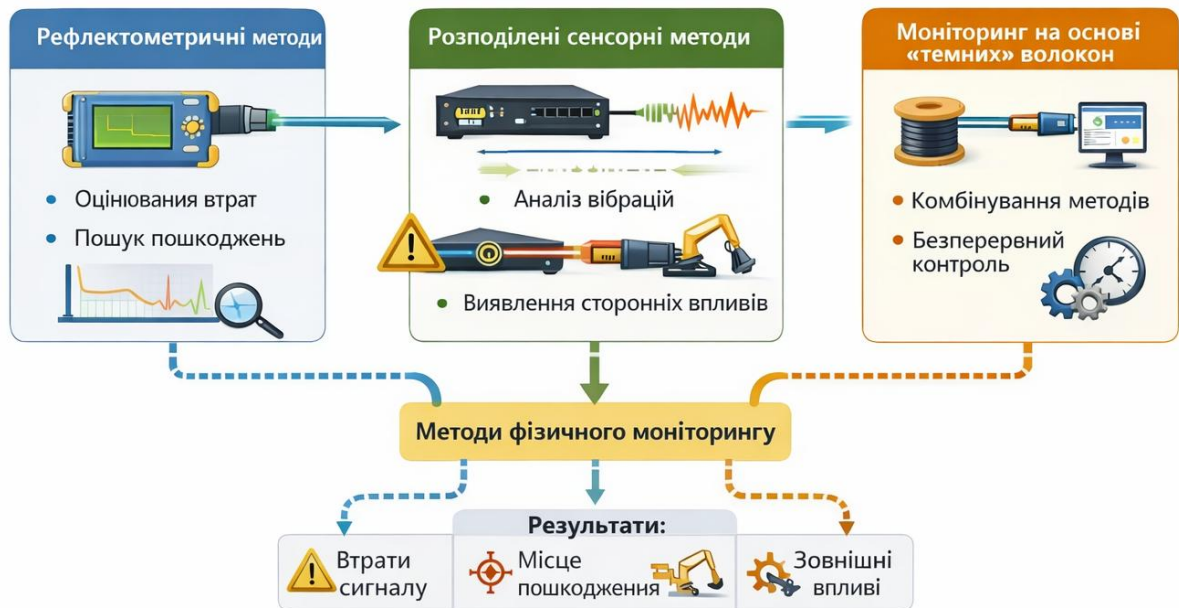 Рефлектометричні методи
Оцінювання втрат
Пошук пошкоджень
Розподілені сенсорні методи
Аналіз вібрацій
Виявлення сторонніх впливів
Моніторинг на основі
«темних» волокон
Комбінування методів
Безперервний
контроль
Методи фізичного моніторингу
Результати:
Втрати
сигналу
Місце
пошкодження
Зовнішні
впливі